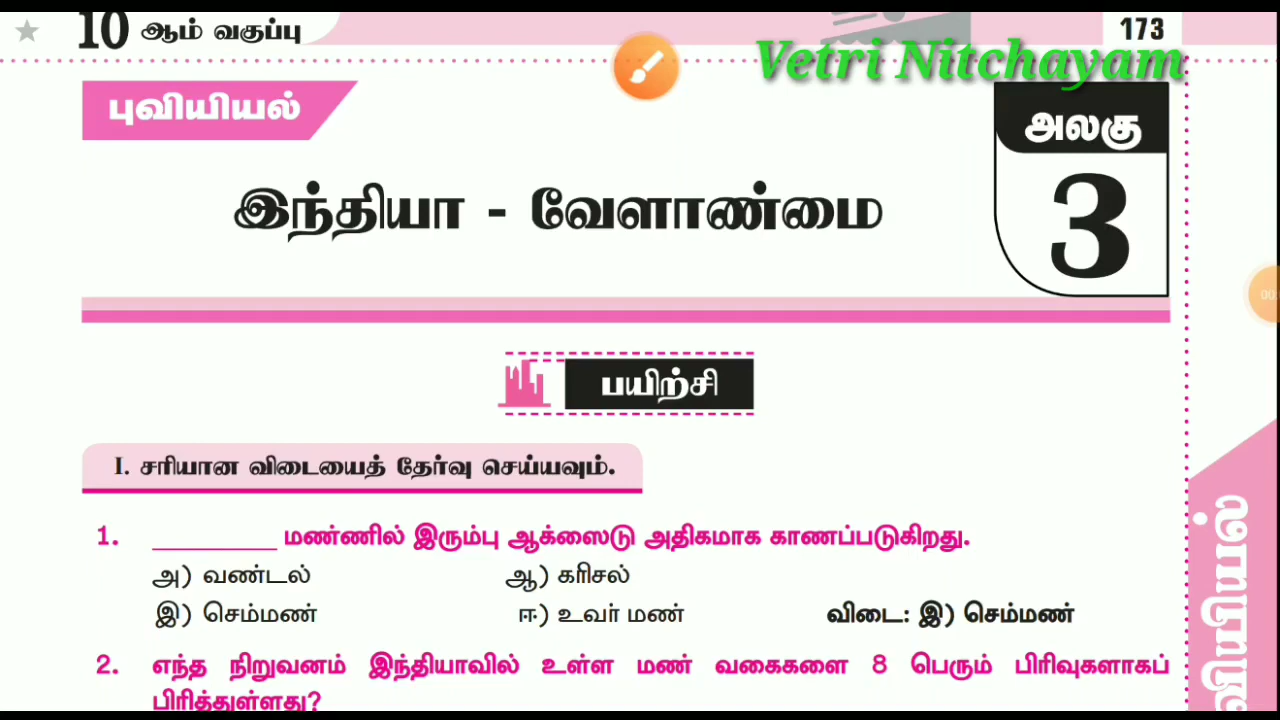 10 ஆம் வகுப்பு
173
Vetri Nitchayam
புவியியல்
அலகு
3
இந்தியா - வேளாண்மை
பயிற்சி
I. சரியான விடையைத் தேர்வு செய்யவும்.
1. ________ மண்ணில் இரும்பு ஆக்ஸைடு அதிகமாக காணப்படுகிறது.
அ) வண்டல் ஆ) கரிசல்
இ) செம்மண் ஈ) உவர் மண் விடை: இ) செம்மண்
2. எந்த நிறுவனம் இந்தியாவில் உள்ள மண் வகைகளை 8 பெரும் பிரிவுகளாகப்
பிரித்துள்ளது?